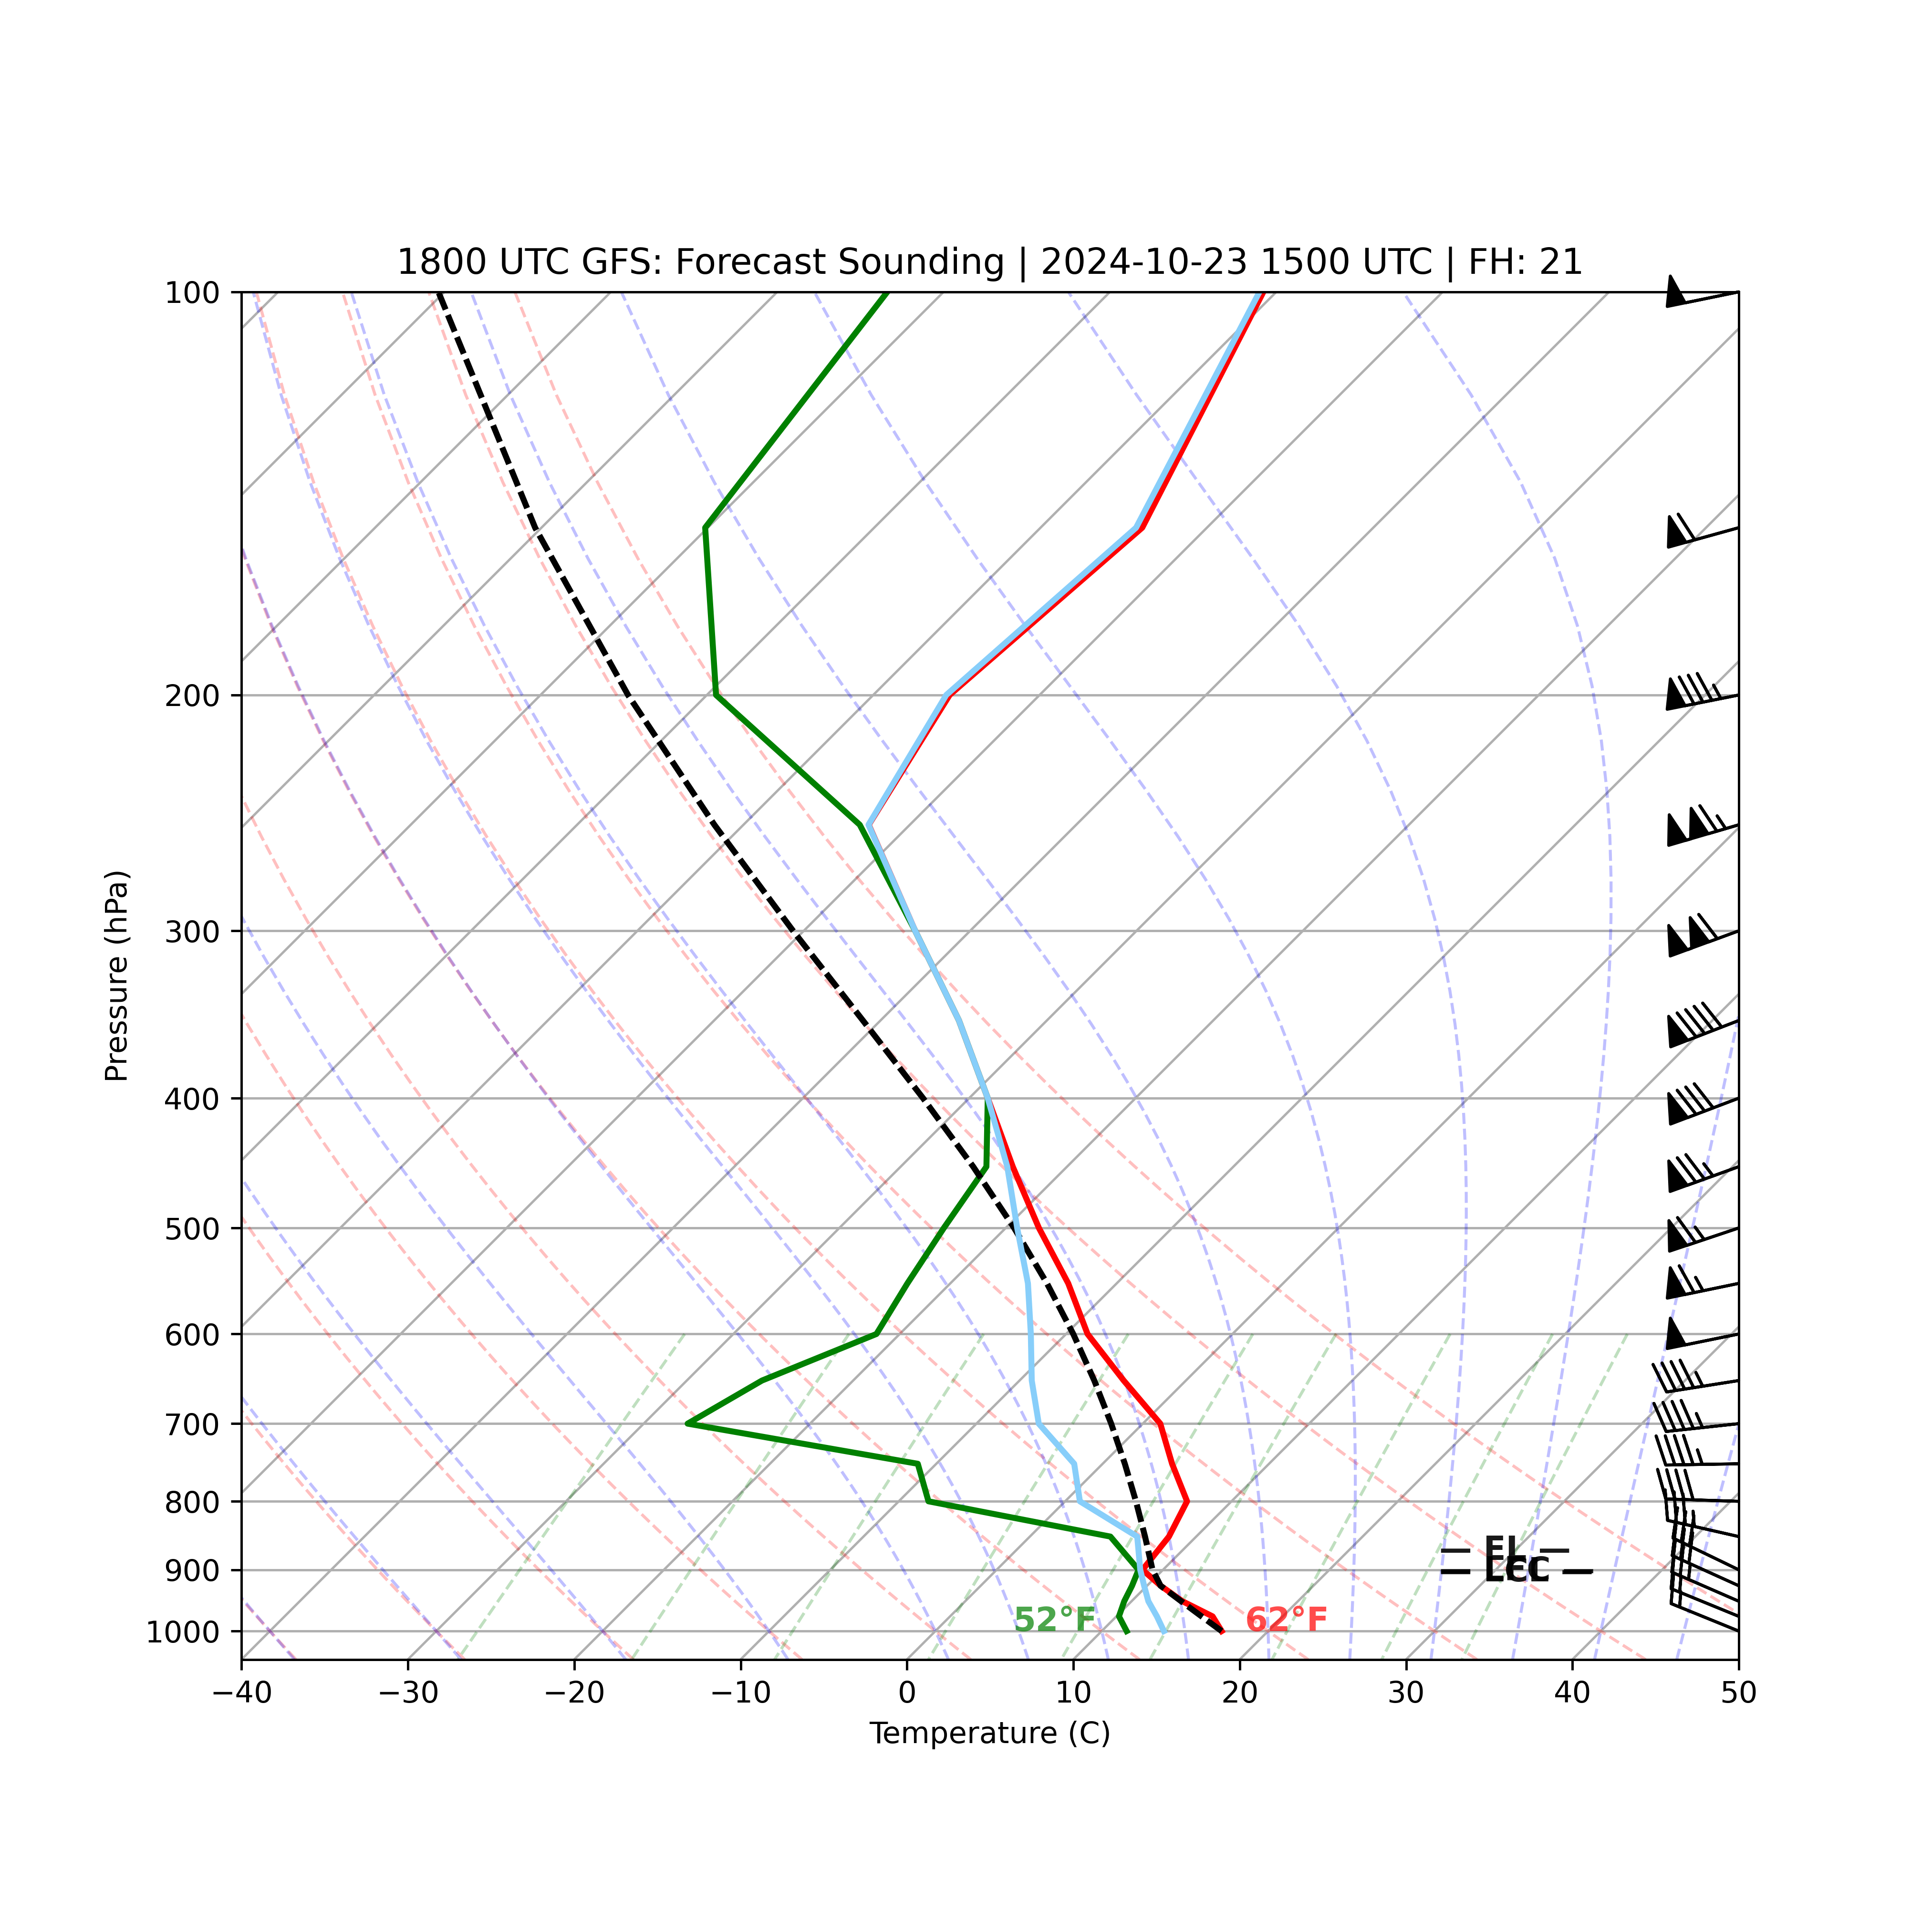 1800 UTC GFS: Forecast Sounding | 2024-10-23 1500 UTC | FH: 21
100
200
300
400
500
600
700
800
900
1000
Pressure (hPa)
— EL —
52°F
62°F
−40 −30 −20 −10 0 10 20 30 40 50
Temperature (C)